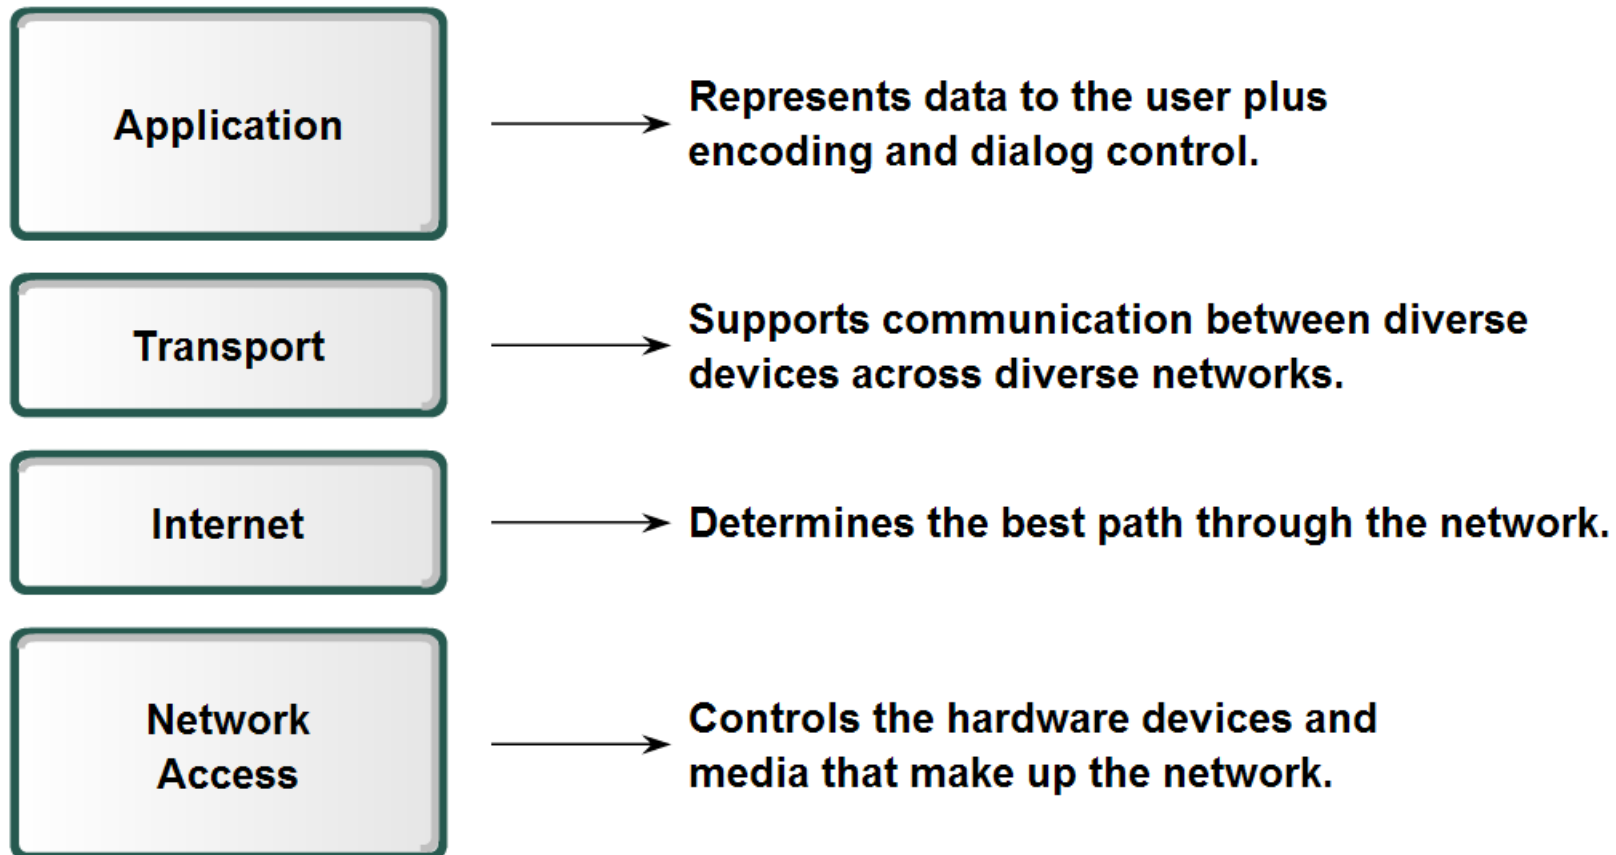 Application
Represents data to the user plus
encoding and dialog control.
Transport
Supports communication between diverse
devices across diverse networks.
Internet
Determines the best path through the network.
Network
Access
Controls the hardware devices and
media that make up the network.